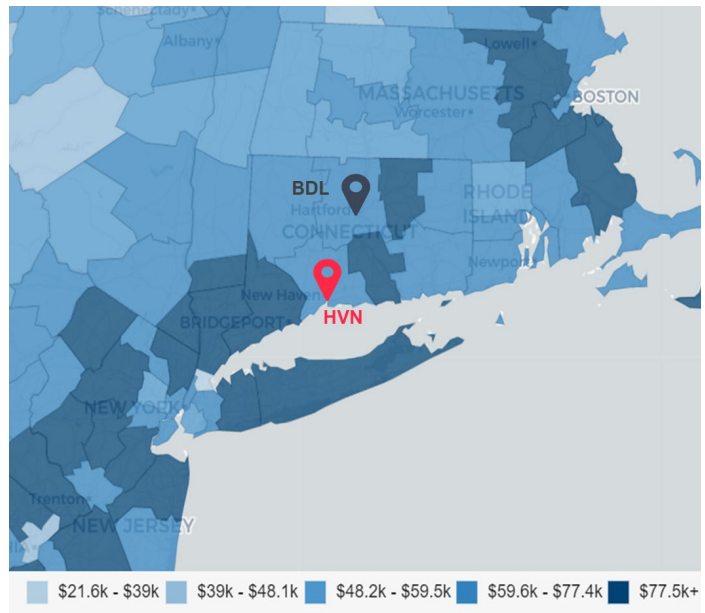 Schenectady
Albany
Lowell
MASSACHUSETTS
BOSTON
Worcester
BDL
RHODE
ISLAND
Hartford
CONNECTICUT
Newport
New Haven
HVN
BRIDGEPORT
NEW YORK
Trenton
NEW JERSEY
$21.6k - $39k $39k - $48.1k $48.2k - $59.5k $59.6k - $77.4k $77.5k+